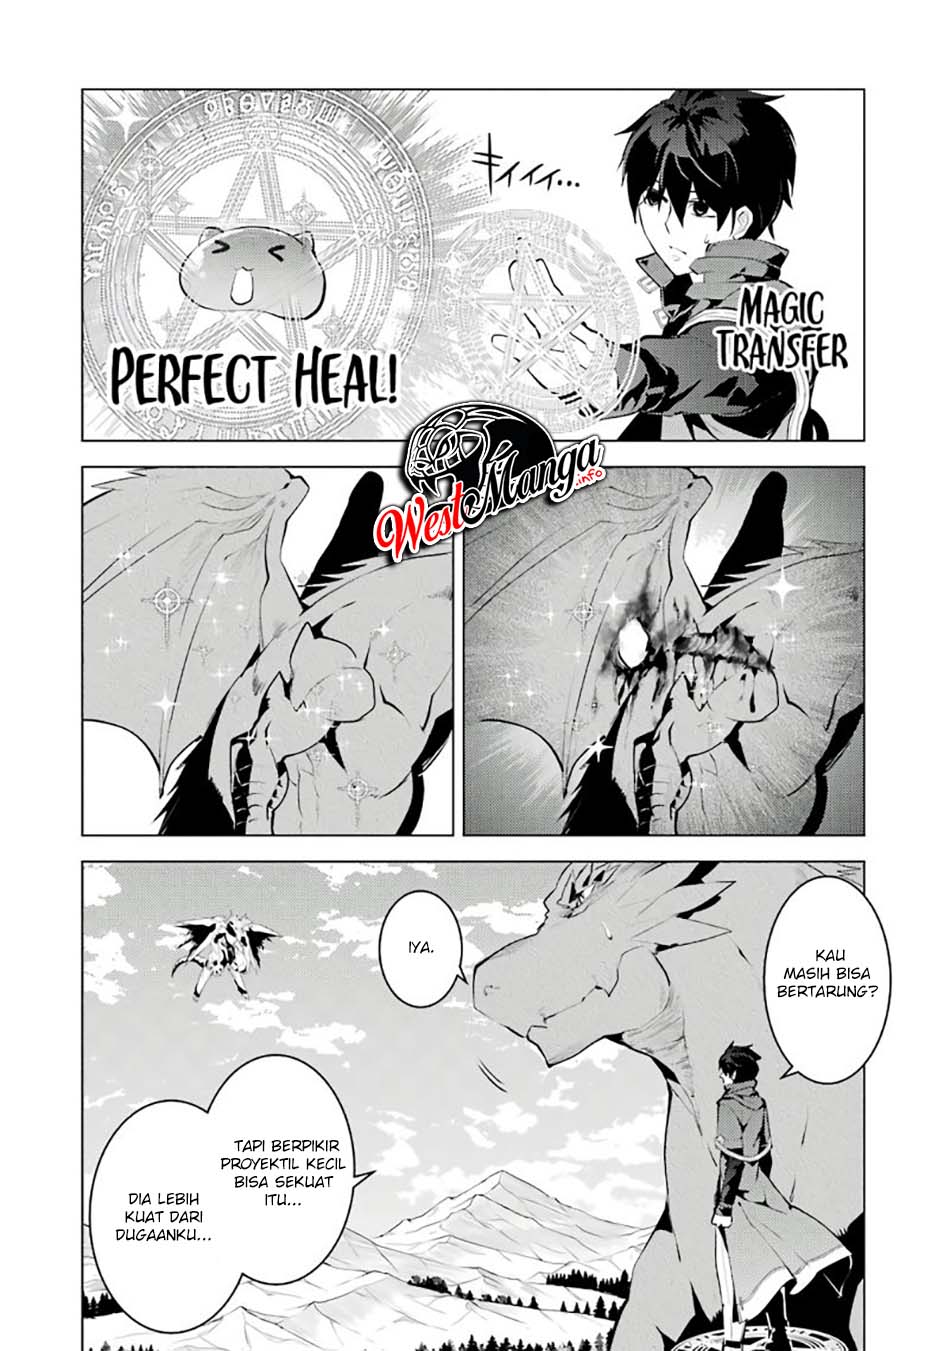 キィイイ...
MAGIC
TRANSFER
PERFECT HEAL!
WESTMANGA
.info
KAU
MASIH BISA
BERTARUNG?
IYA.
TAPI BERPIKIR
PROYEKTIL KECIL
BISA SEKUAT
ITU...
DIA LEBIH
KUAT DARI
DUGAANKU...